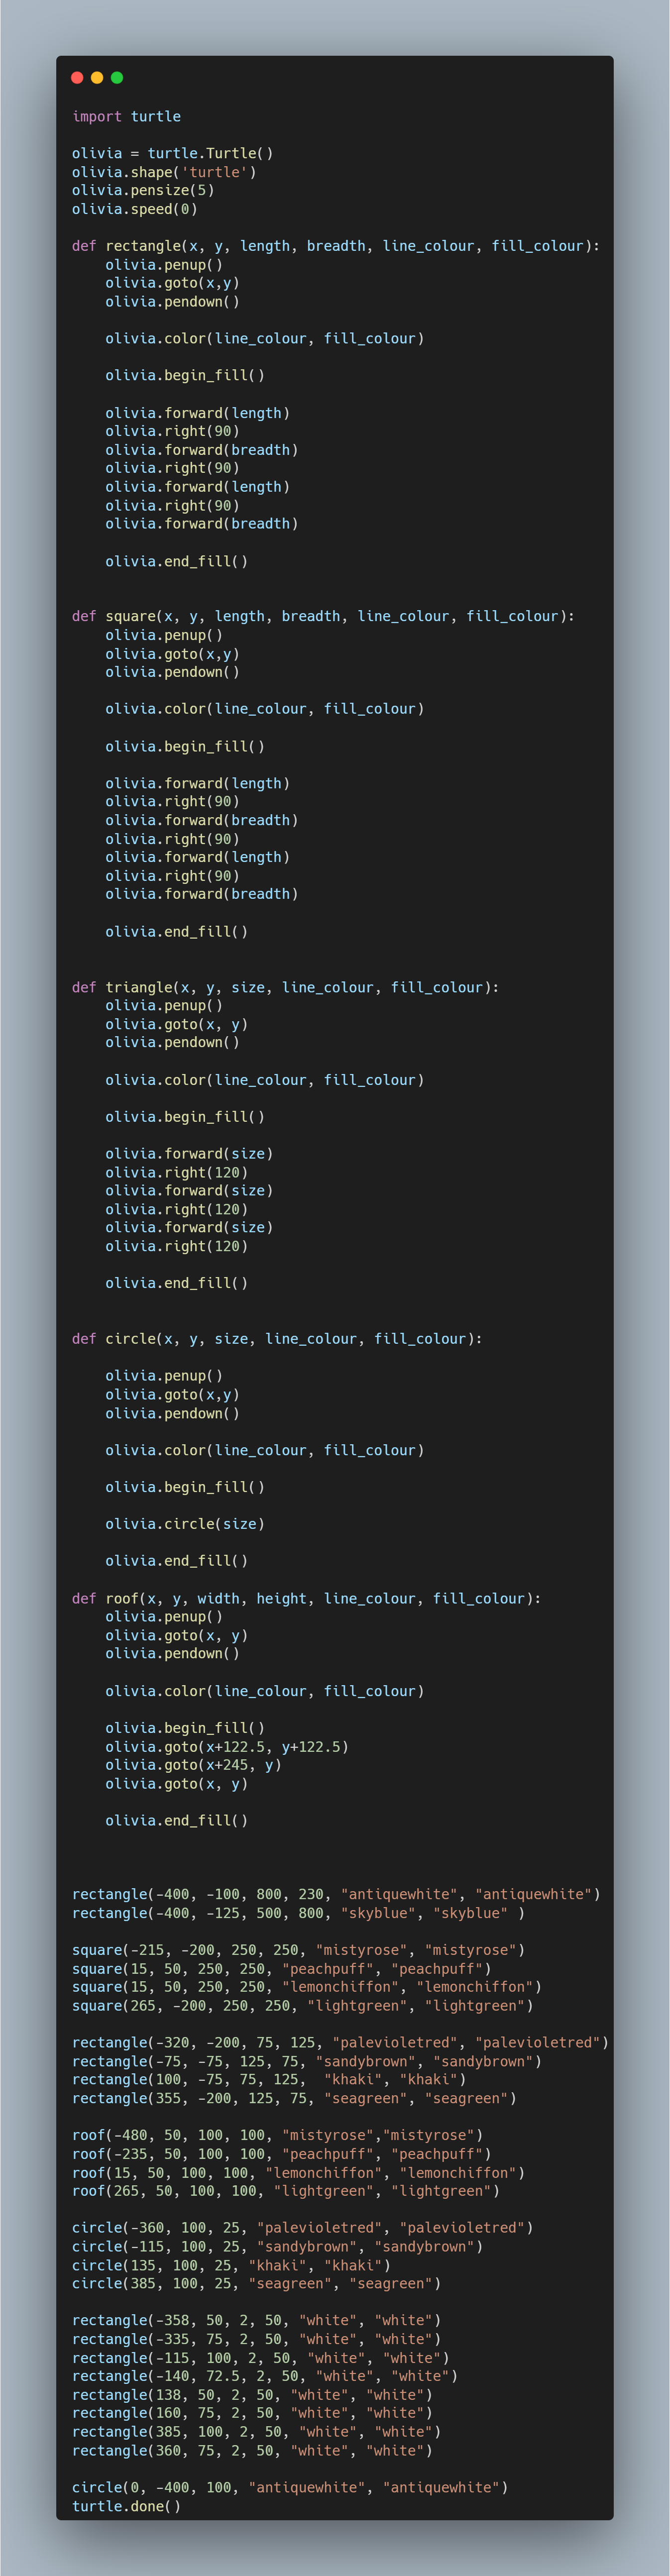 import turtle

olivia = turtle.Turtle()
olivia.shape('turtle')
olivia.pensize(5)
olivia.speed(0)

def rectangle(x, y, length, breadth, line_colour, fill_colour):
    olivia.penup()
    olivia.goto(x,y)
    olivia.pendown()

    olivia.color(line_colour, fill_colour)

    olivia.begin_fill()

    olivia.forward(length)
    olivia.right(90)
    olivia.forward(breadth)
    olivia.right(90)
    olivia.forward(length)
    olivia.right(90)
    olivia.forward(breadth)

    olivia.end_fill()


def square(x, y, length, breadth, line_colour, fill_colour):
    olivia.penup()
    olivia.goto(x,y)
    olivia.pendown()

    olivia.color(line_colour, fill_colour)

    olivia.begin_fill()

    olivia.forward(length)
    olivia.right(90)
    olivia.forward(breadth)
    olivia.right(90)
    olivia.forward(length)
    olivia.right(90)
    olivia.forward(breadth)

    olivia.end_fill()


def triangle(x, y, size, line_colour, fill_colour):
    olivia.penup()
    olivia.goto(x, y)
    olivia.pendown()

    olivia.color(line_colour, fill_colour)

    olivia.begin_fill()

    olivia.forward(size)
    olivia.right(120)
    olivia.forward(size)
    olivia.right(120)
    olivia.forward(size)
    olivia.right(120)

    olivia.end_fill()


def circle(x, y, size, line_colour, fill_colour):

    olivia.penup()
    olivia.goto(x,y)
    olivia.pendown()

    olivia.color(line_colour, fill_colour)

    olivia.begin_fill()

    olivia.circle(size)

    olivia.end_fill()

def roof(x, y, width, height, line_colour, fill_colour):
    olivia.penup()
    olivia.goto(x, y)
    olivia.pendown()

    olivia.color(line_colour, fill_colour)

    olivia.begin_fill()
    olivia.goto(x+122.5, y+122.5)
    olivia.goto(x+245, y)
    olivia.goto(x, y)

    olivia.end_fill()



rectangle(-400, -100, 800, 230, "antiquewhite", "antiquewhite")
rectangle(-400, -125, 500, 800, "skyblue", "skyblue" )

square(-215, -200, 250, 250, "mistyrose", "mistyrose")
square(15, 50, 250, 250, "peachpuff", "peachpuff")
square(15, 50, 250, 250, "lemonchiffon", "lemonchiffon")
square(265, -200, 250, 250, "lightgreen", "lightgreen")

rectangle(-320, -200, 75, 125, "palevioletred", "palevioletred")
rectangle(-75, -75, 125, 75, "sandybrown", "sandybrown")
rectangle(100, -75, 75, 125,  "khaki", "khaki")
rectangle(355, -200, 125, 75, "seagreen", "seagreen")

roof(-480, 50, 100, 100, "mistyrose","mistyrose")
roof(-235, 50, 100, 100, "peachpuff", "peachpuff")
roof(15, 50, 100, 100, "lemonchiffon", "lemonchiffon")
roof(265, 50, 100, 100, "lightgreen", "lightgreen")

circle(-360, 100, 25, "palevioletred", "palevioletred")
circle(-115, 100, 25, "sandybrown", "sandybrown")
circle(135, 100, 25, "khaki", "khaki")
circle(385, 100, 25, "seagreen", "seagreen")

rectangle(-358, 50, 2, 50, "white", "white")
rectangle(-335, 75, 2, 50, "white", "white")
rectangle(-115, 100, 2, 50, "white", "white")
rectangle(-140, 72.5, 2, 50, "white", "white")
rectangle(138, 50, 2, 50, "white", "white")
rectangle(160, 75, 2, 50, "white", "white")
rectangle(385, 100, 2, 50, "white", "white")
rectangle(360, 75, 2, 50, "white", "white")

circle(0, -400, 100, "antiquewhite", "antiquewhite")
turtle.done()